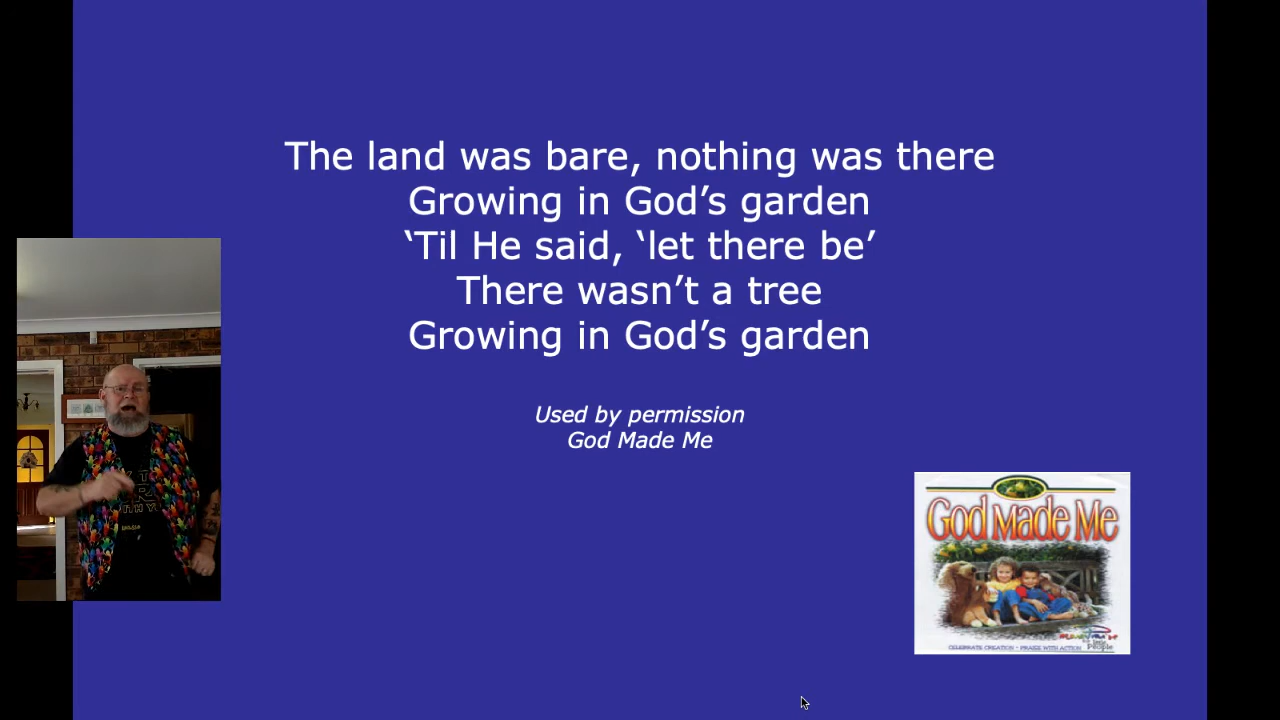 The land was bare, nothing was there
Growing in God’s garden
‘Til He said, ‘let there be’
There wasn’t a tree
Growing in God’s garden
Used by permission
God Made Me
God Made Me
People
CELEBRATE CREATION • PRAISE WITH ACTION